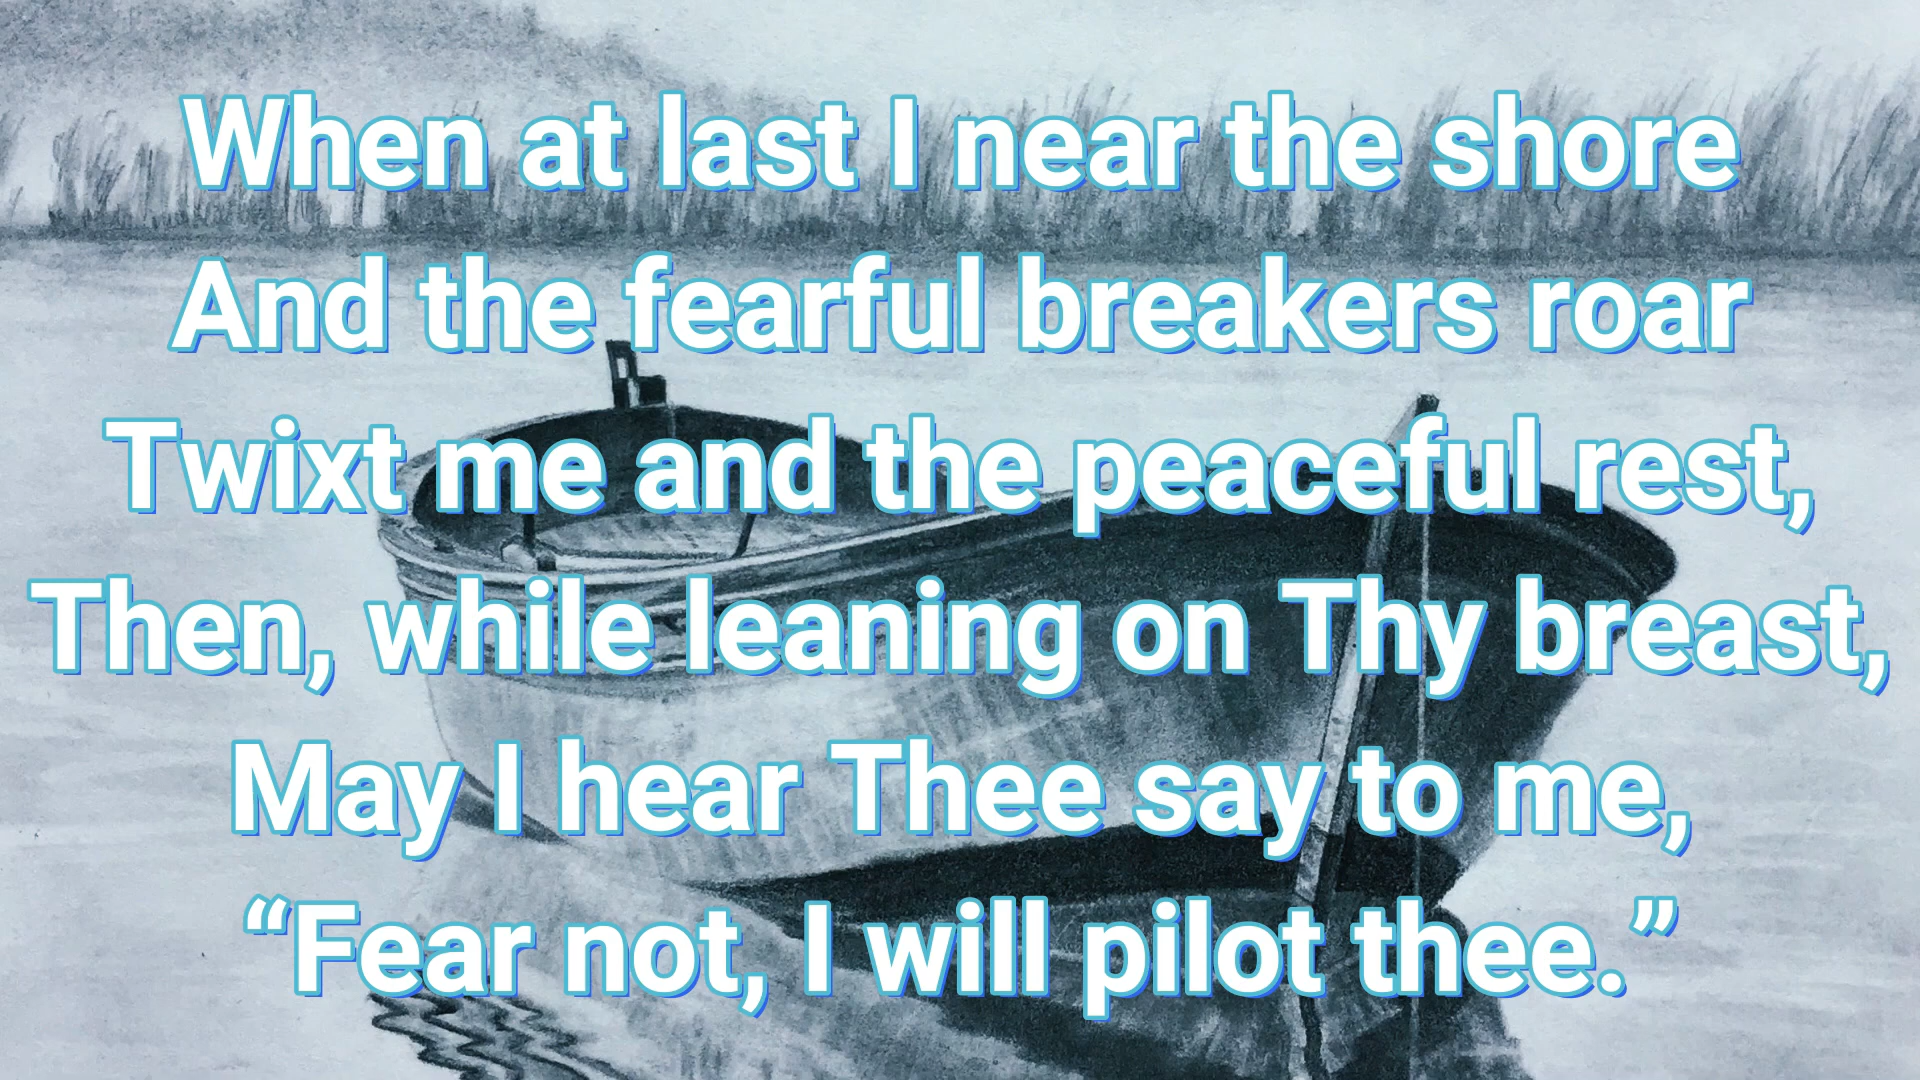 When at last I near the shore
And the fearful breakers roar
Twixt me and the peaceful rest,
Then, while leaning on Thy breast,
May I hear Thee say to me,
“Fear not, I will pilot thee.”